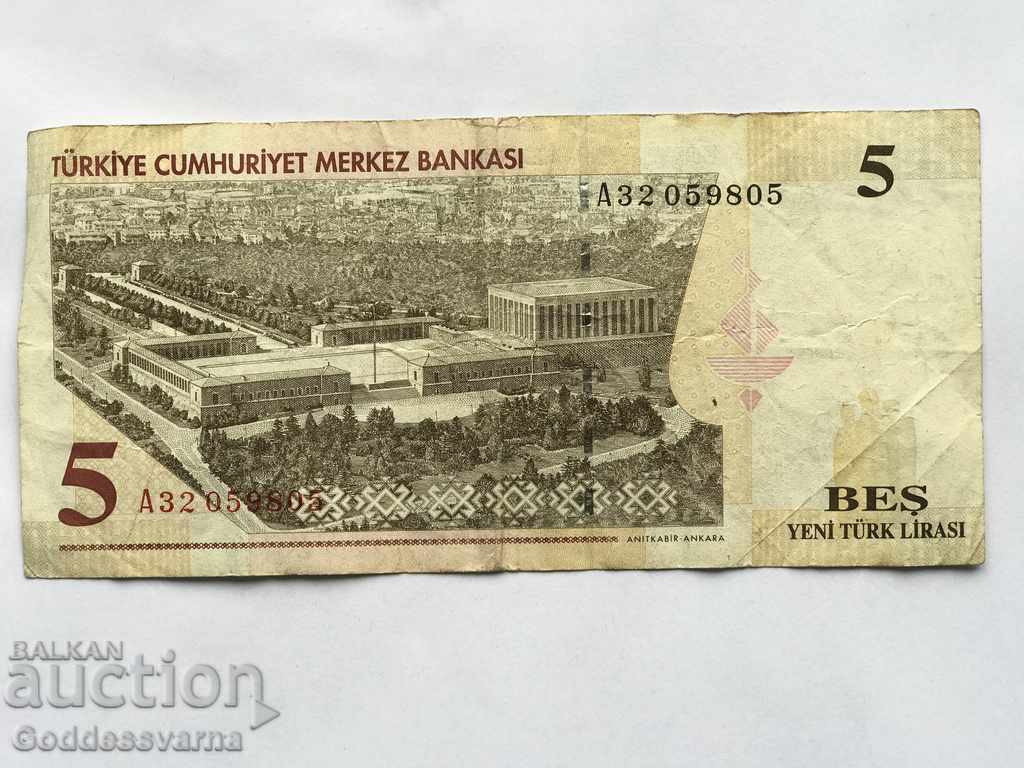 TÜRKİYE CUMHURİYET MERKEZ BANKASI
5
A32 059805
5
A32 059805
BEŞ
YENİ TÜRK LİRASI
ANITKABİR-ANKARA
BALKAN
auction
Goddessvarna